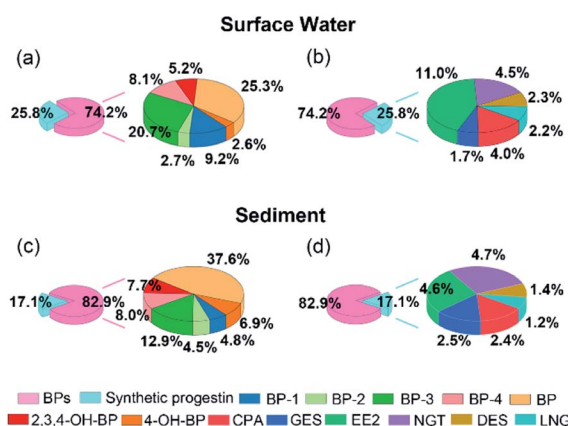 Surface Water
(a) (b)
5.2%
8.1% 25.3% 11.0% 4.5%
2.3%
25.8% 74.2% 74.2% 25.8%
20.7% 2.6% 2.2%
2.7% 9.2% 1.7% 4.0%
Sediment
(c) (d)
37.6% 4.7%
7.7% 4.6% 1.4%
17.1% 82.9% 82.9% 17.1%
8.0% 6.9% 1.2%
12.9% 4.8% 2.5% 2.4%
4.5%
BPs Synthetic progestin BP-1 BP-2 BP-3 BP-4 BP
2,3,4-OH-BP 4-OH-BP CPA GES EE2 NGT DES LNG